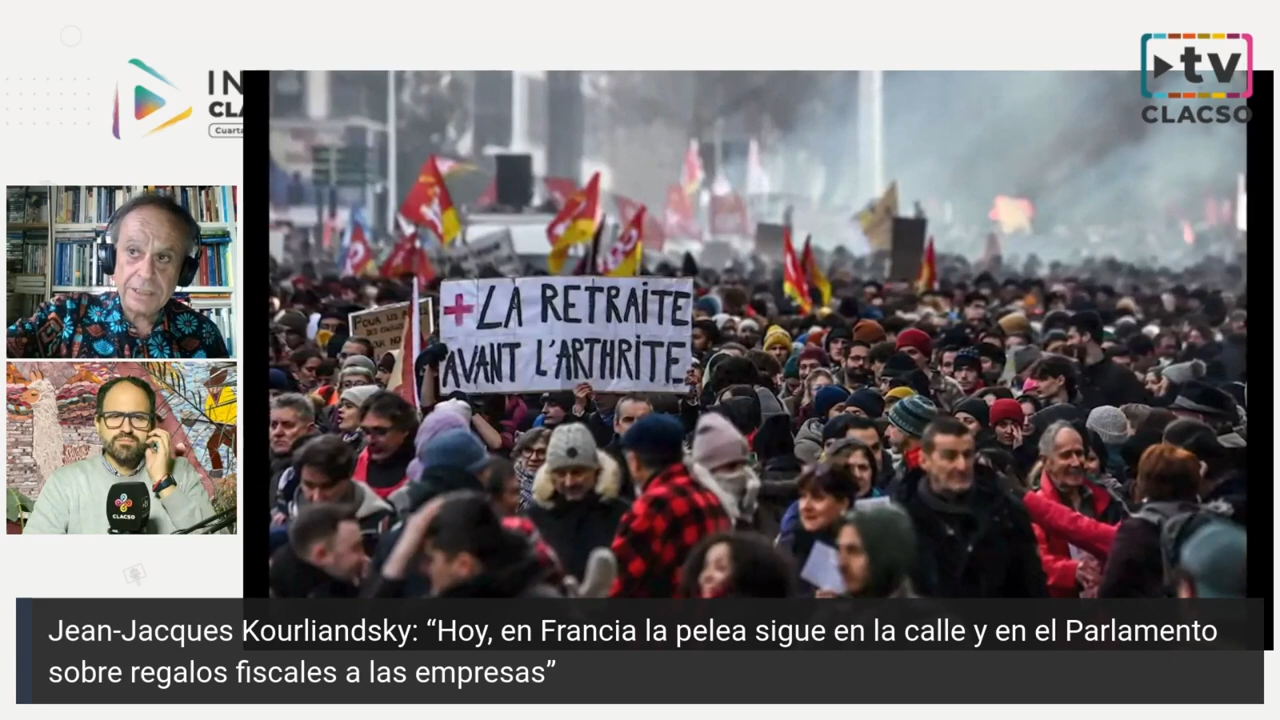 tv
CLACSO
IN
CLA
Cuarta
+LA RETRAITE
AVANT L'ARTHRITE
POUR
CLACSO
Jean-Jacques Kourliandsky: “Hoy, en Francia la pelea sigue en la calle y en el Parlamento
sobre regalos fiscales a las empresas”